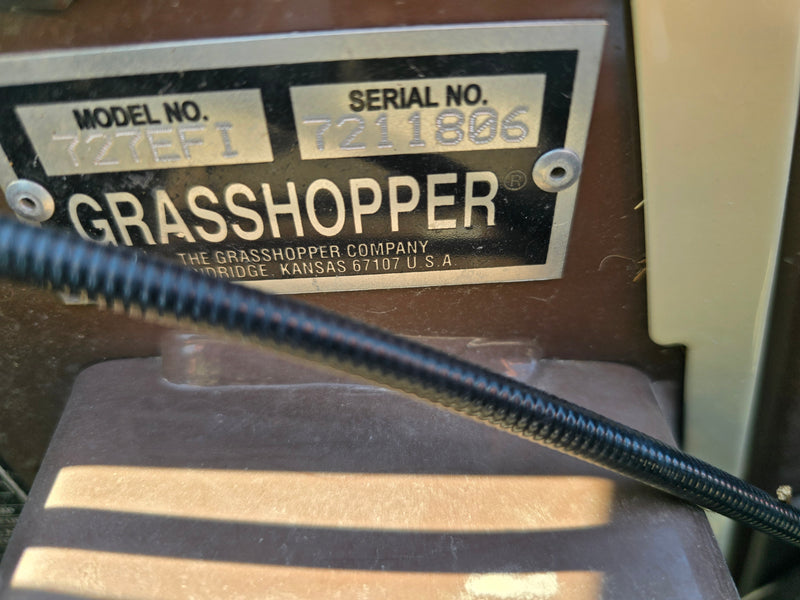 MODEL NO.
727EFI
SERIAL NO.
7211806
GRASSHOPPER®
THE GRASSHOPPER COMPANY
KANSAS 67107 U.S.A